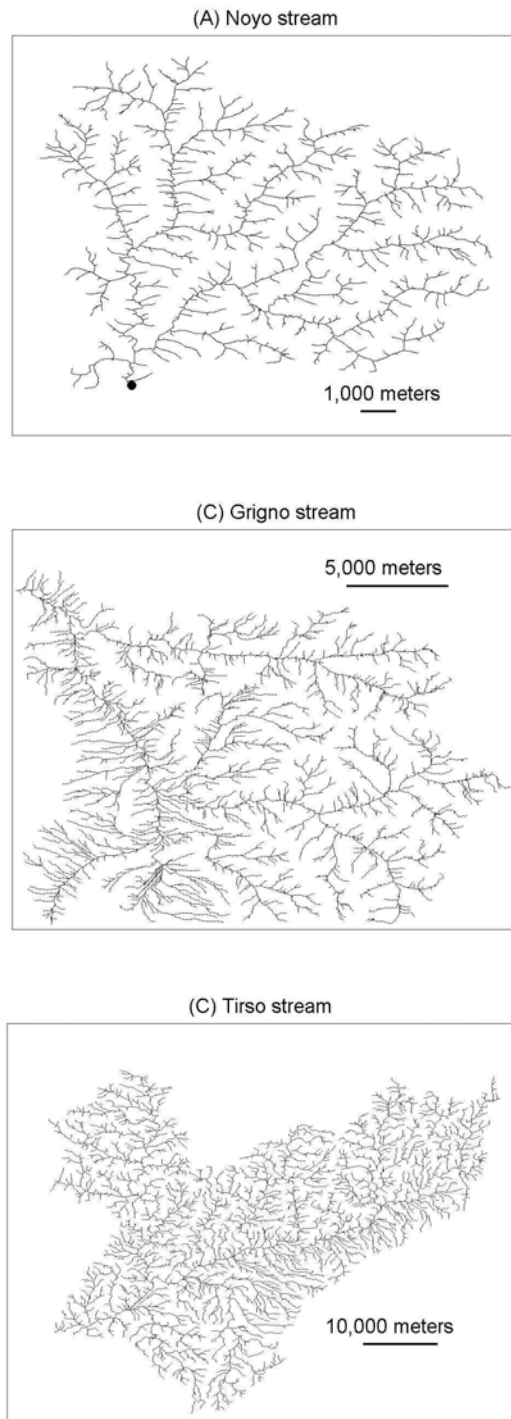 (A) Noyo stream
1,000 meters
(C) Grigno stream
5,000 meters
(C) Tirso stream
10,000 meters